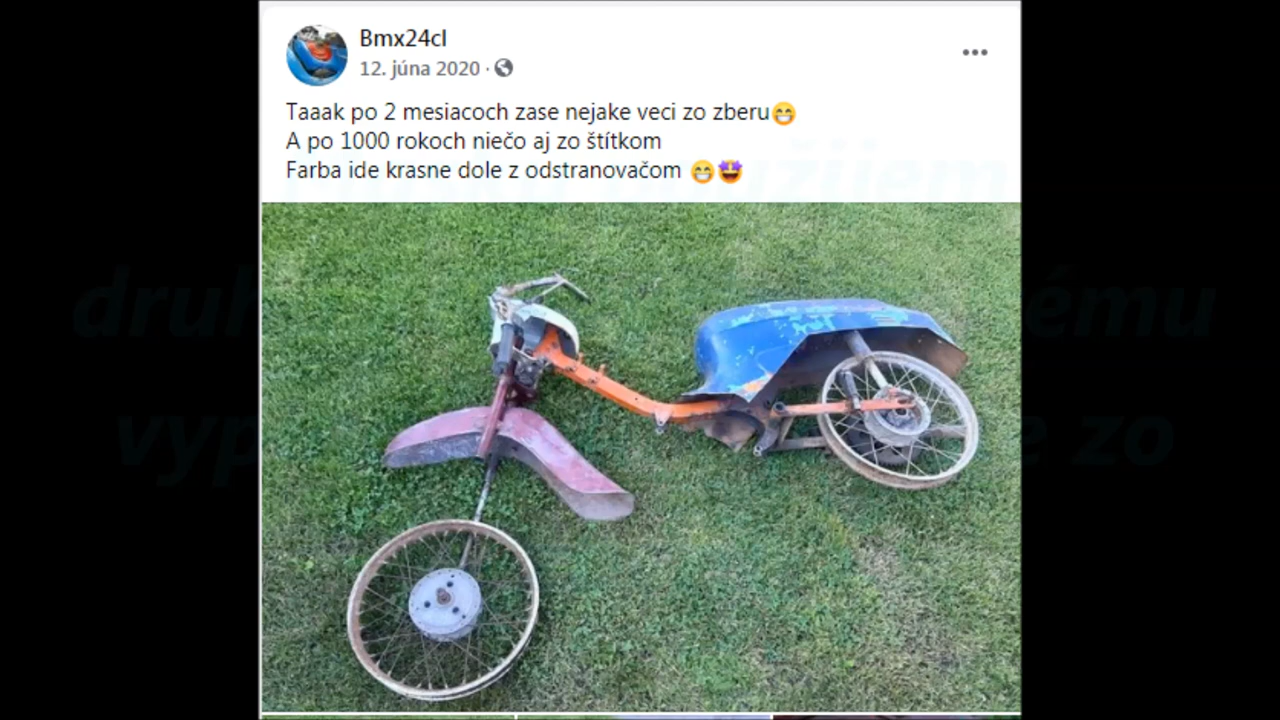 Bmx24cl
12. júna 2020 ·
Taaak po 2 mesiacoch zase nejake veci zo zberu😁
A po 1000 rokoch niečo aj zo štítkom
Farba ide krasne dole z odstranovačom 😁🤩
zo